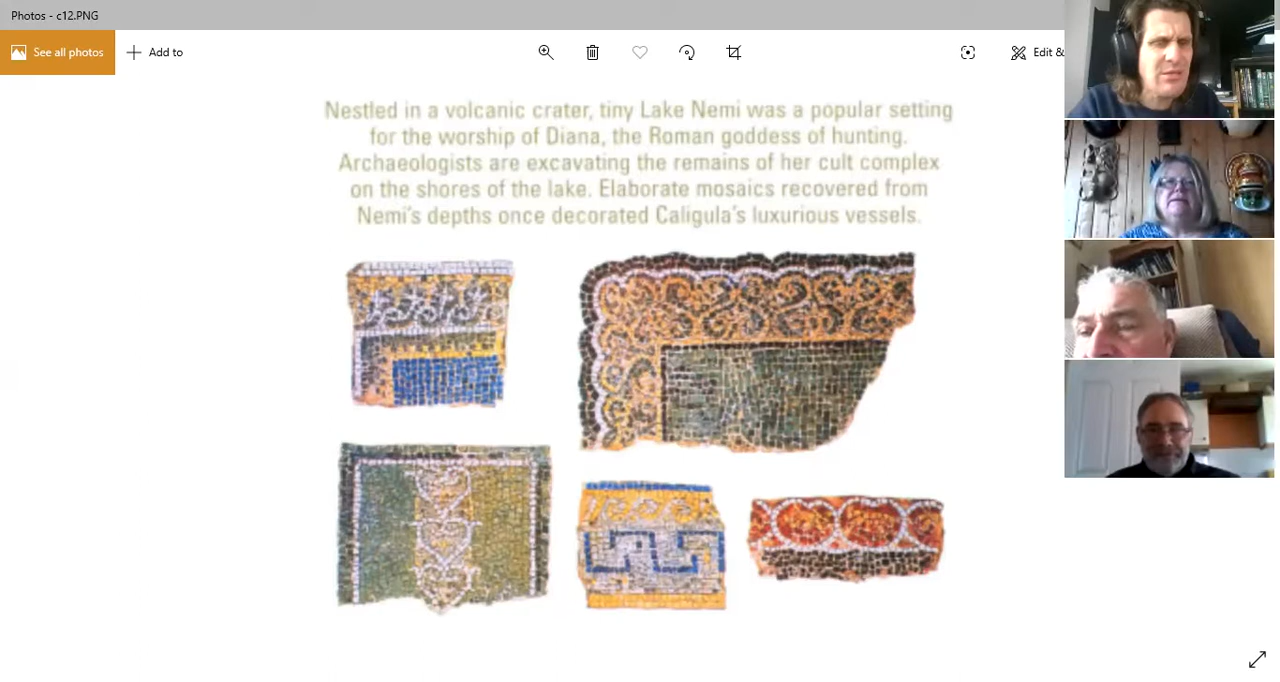 Photos - c12.PNG
See all photos
Add to
Edit &
Nestled in a volcanic crater, tiny Lake Nemi was a popular setting
for the worship of Diana, the Roman goddess of hunting.
Archaeologists are excavating the remains of her cult complex
on the shores of the lake. Elaborate mosaics recovered from
Nemi's depths once decorated Caligula's luxurious vessels.